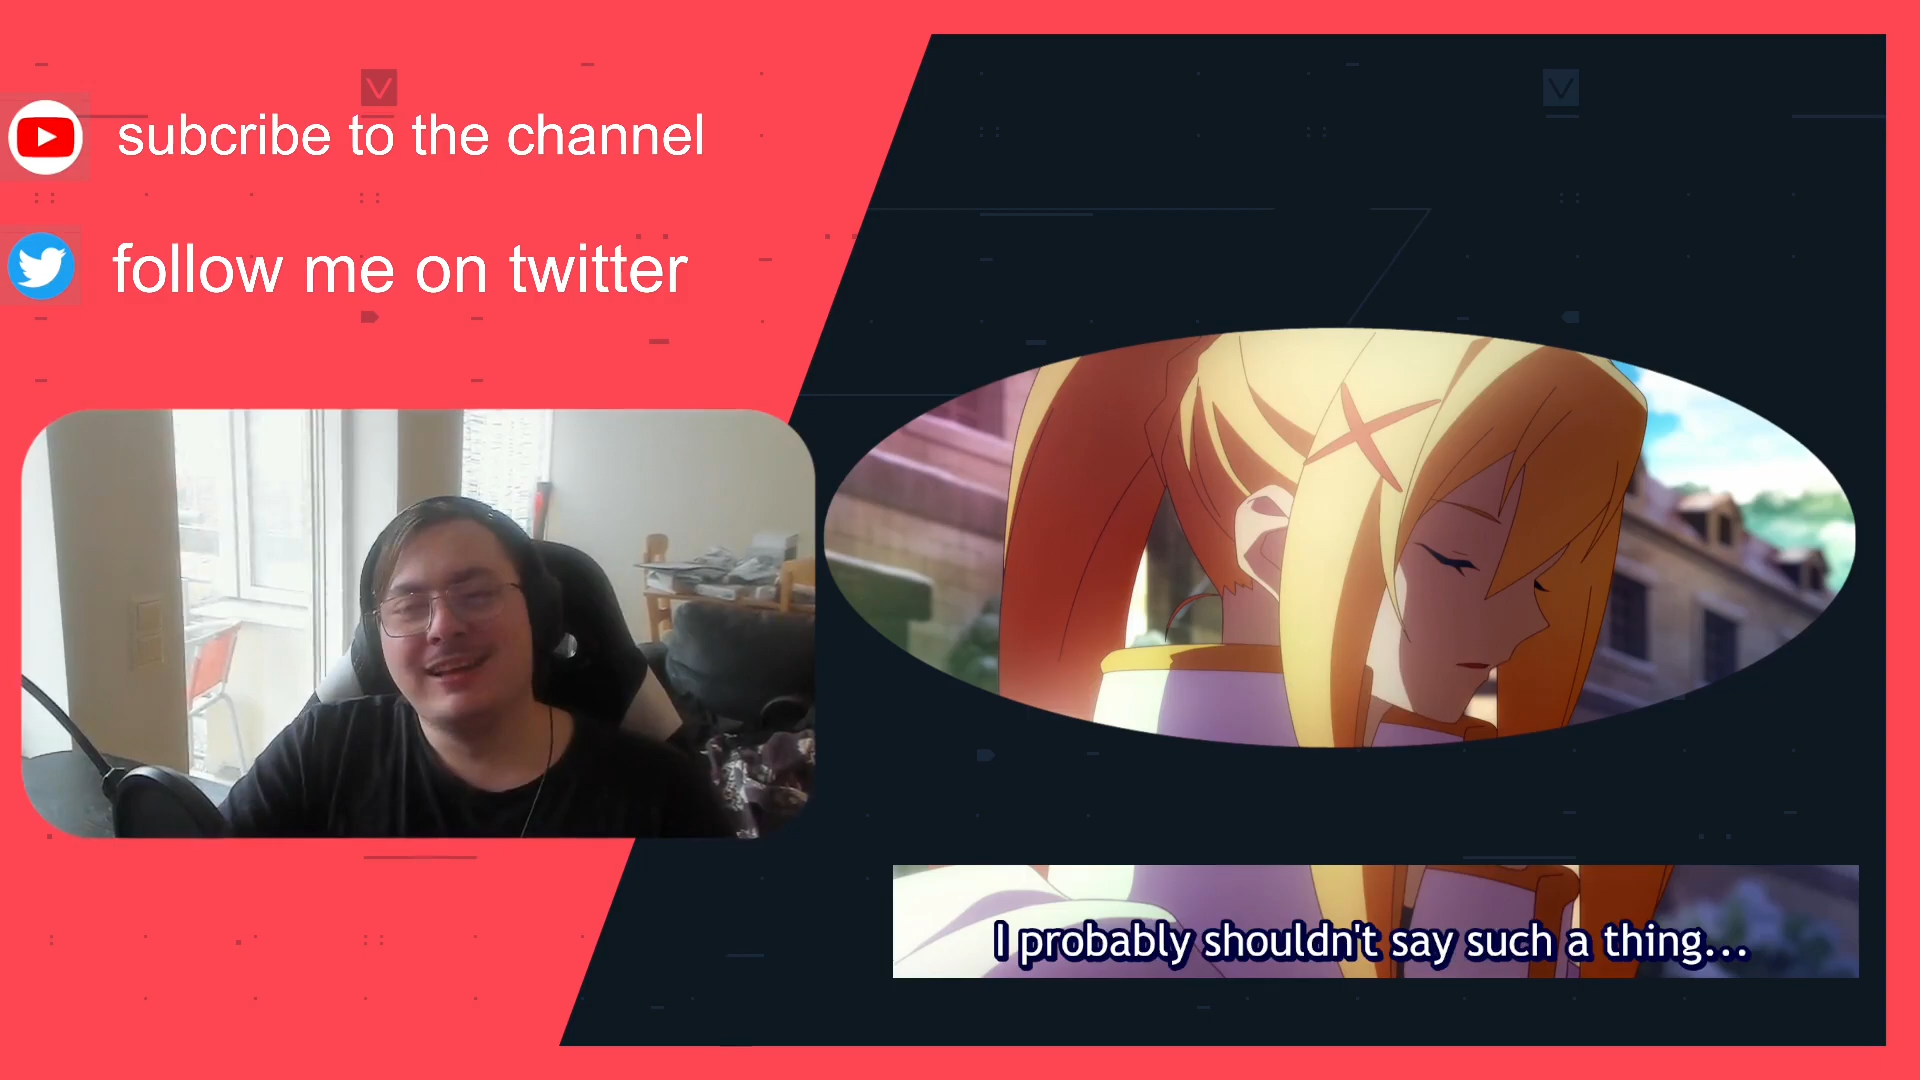 subcribe to the channel
follow me on twitter
I probably shouldn't say such a thing...